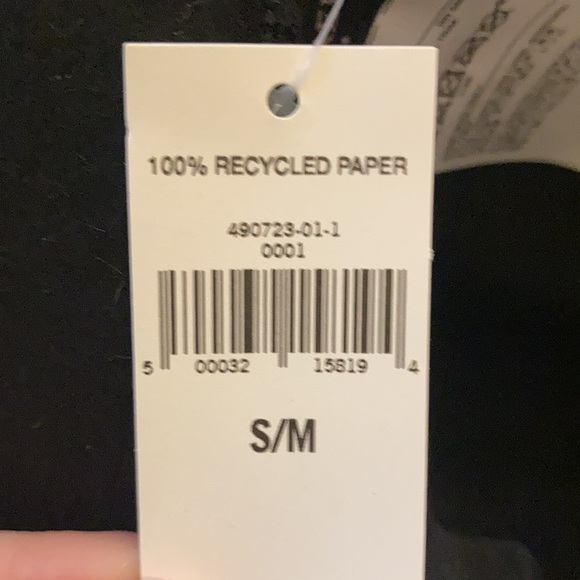 100% RECYCLED PAPER
490723-01-1
0001
5 00032 15819 4
S/M